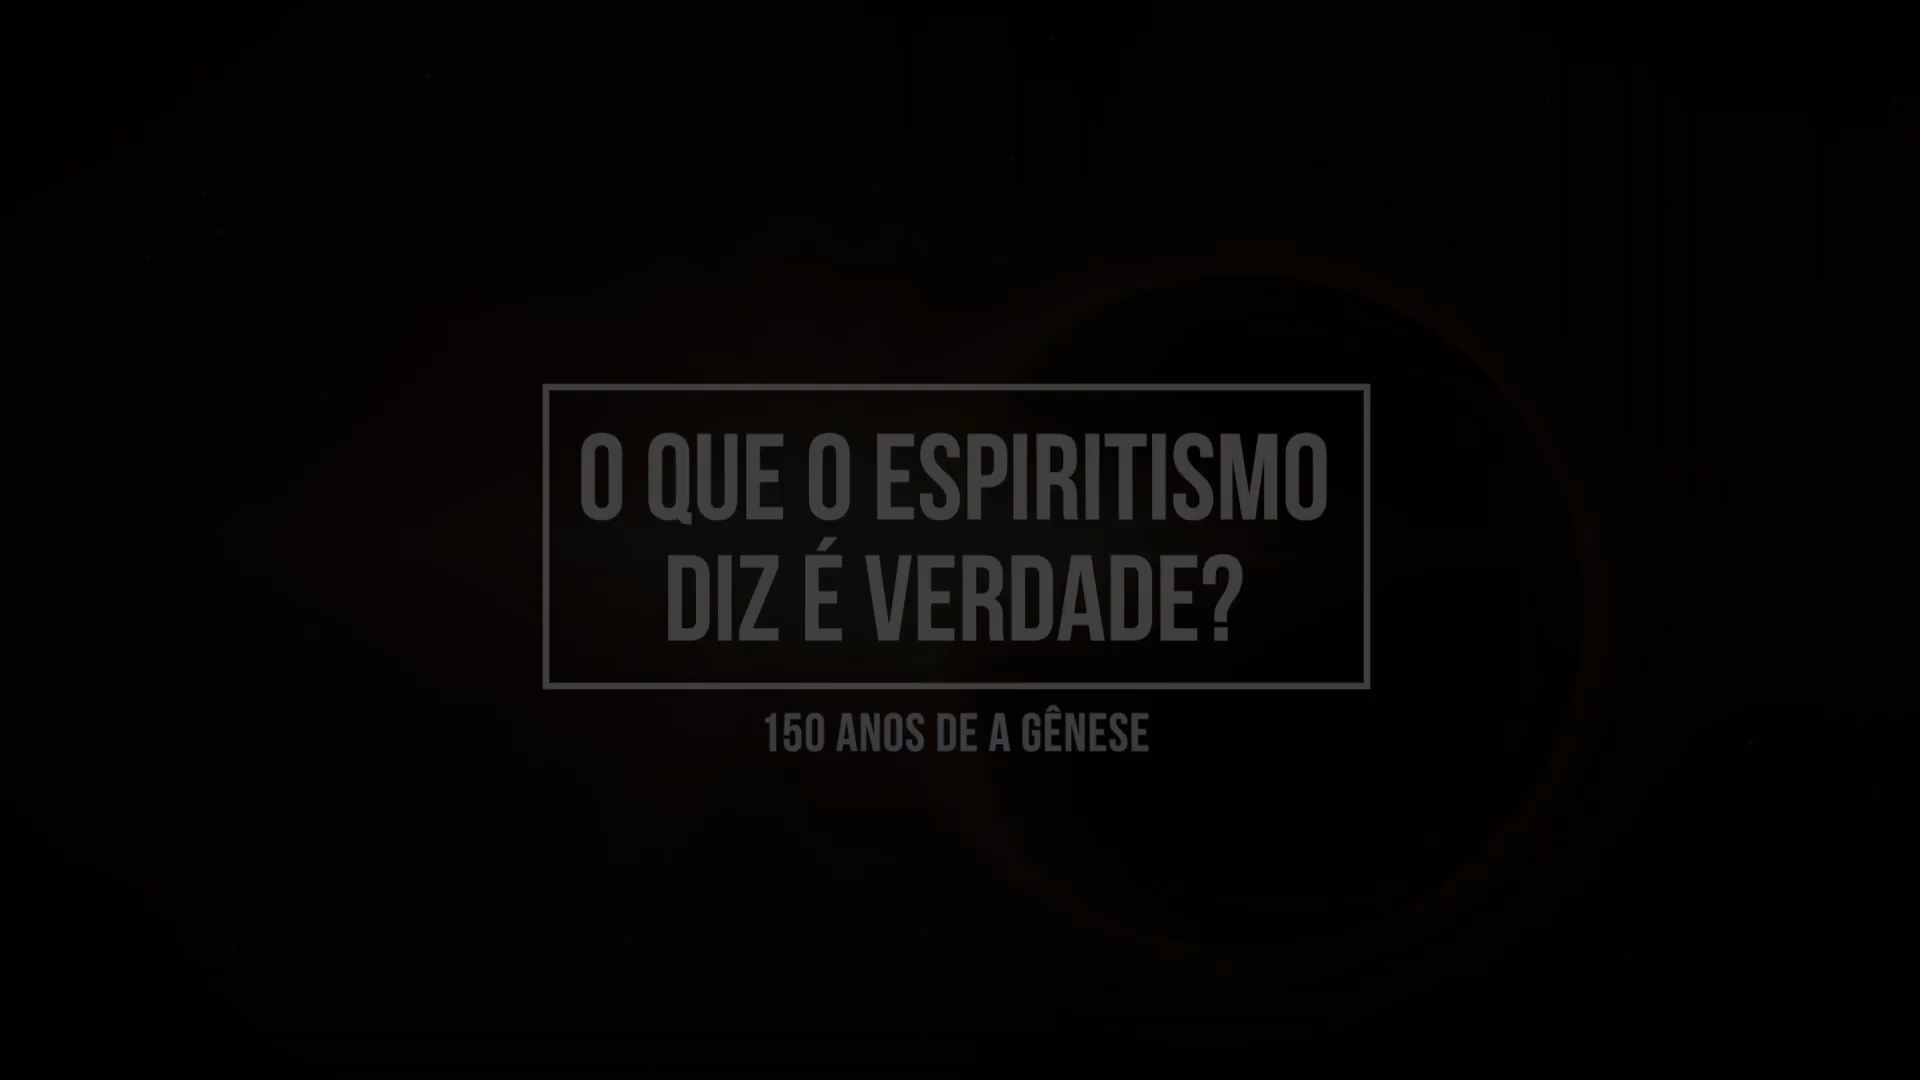 O QUE O ESPIRITISMO
DIZ É VERDADE?
150 ANOS DE A GÊNESE